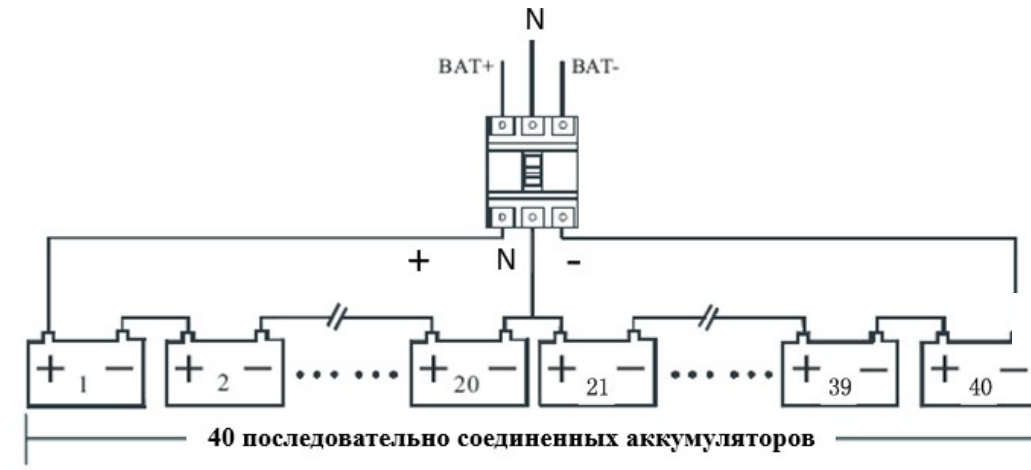 N
BAT+ BAT-
+ N -
+ 1 − + 2 − + 20 − + 21 − + 39 − + 40 −
40 последовательно соединенных аккумуляторов